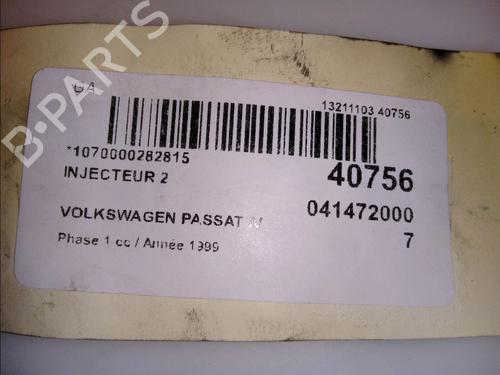 B-PARTS
GA
13211103 40756
*1070000282815
INJECTEUR 2
40756
VOLKSWAGEN PASSAT
041472000
7
Phase 1 cc / Année 1999